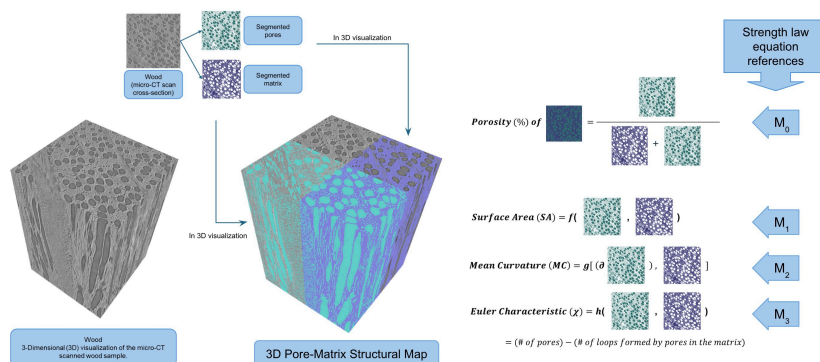 Segmented
pores
In 3D visualization
Wood
(micro-CT scan
cross-section)
Segmented
matrix
In 3D visualization
Wood
3-Dimensional (3D) visualization of the micro-CT
scanned wood sample.
3D Pore-Matrix Structural Map
Strength law
equation
references
Porosity (%) of =
+
M₀
Surface Area (SA) = f( , )
M₁
Mean Curvature (MC) = g[ (∂ ) , ]
M₂
Euler Characteristic (χ) = h( , )
M₃
= (# of pores) − (# of loops formed by pores in the matrix)